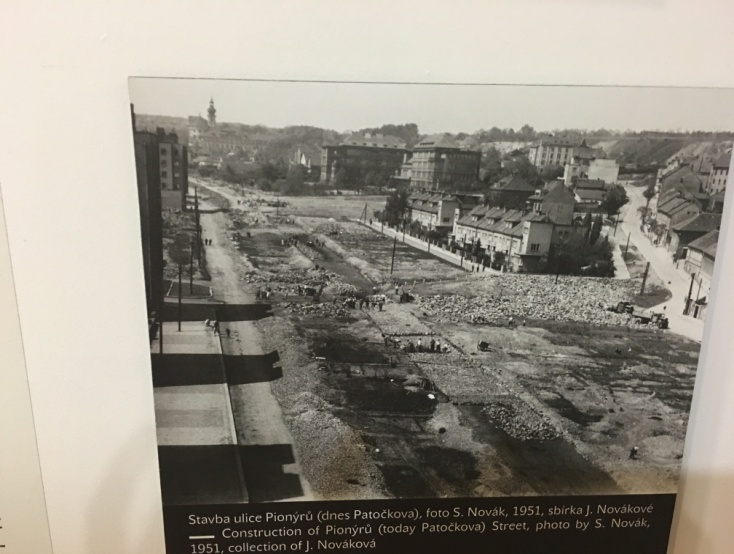 Stavba ulice Pionýrů (dnes Patočkova), foto S. Novák, 1951, sbírka J. Novákové
— Construction of Pionýrů (today Patočkova) Street, photo by S. Novák,
1951, collection of J. Nováková